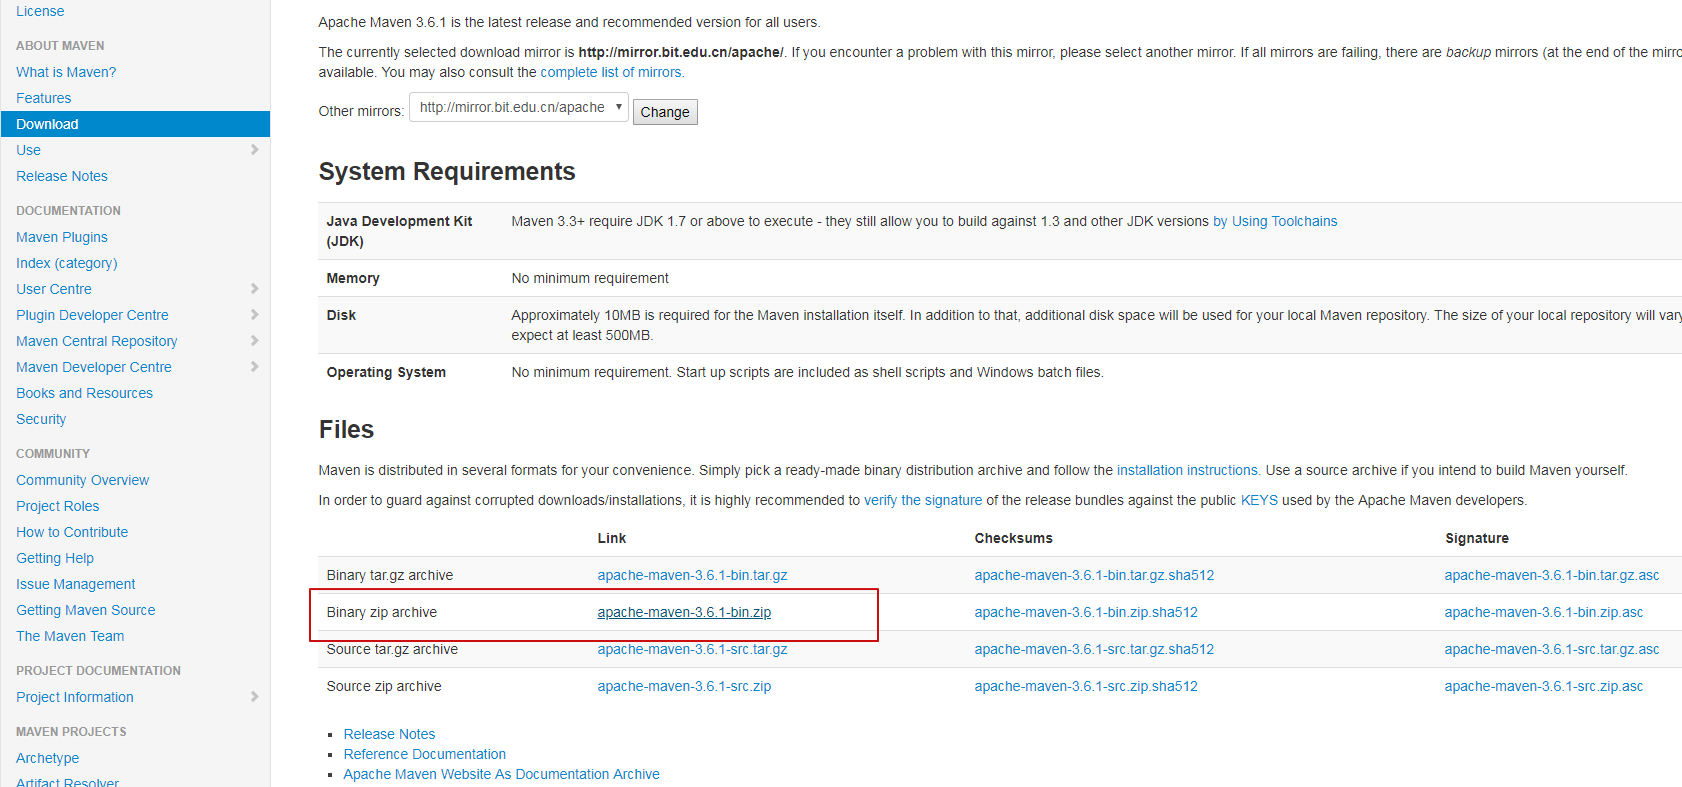 License
ABOUT MAVEN
What is Maven?
Features
Download
Use
Release Notes
DOCUMENTATION
Maven Plugins
Index (category)
User Centre
Plugin Developer Centre
Maven Central Repository
Maven Developer Centre
Books and Resources
Security
COMMUNITY
Community Overview
Project Roles
How to Contribute
Getting Help
Issue Management
Getting Maven Source
The Maven Team
PROJECT DOCUMENTATION
Project Information
MAVEN PROJECTS
Archetype
Artifact Resolver
Apache Maven 3.6.1 is the latest release and recommended version for all users.
The currently selected download mirror is http://mirror.bit.edu.cn/apache/. If you encounter a problem with this mirror, please select another mirror. If all mirrors are failing, there are backup mirrors (at the end of the mirro
available. You may also consult the complete list of mirrors.
Other mirrors: http://mirror.bit.edu.cn/apache Change
System Requirements
Java Development Kit (JDK) Maven 3.3+ require JDK 1.7 or above to execute - they still allow you to build against 1.3 and other JDK versions by Using Toolchains
Memory No minimum requirement
Disk Approximately 10MB is required for the Maven installation itself. In addition to that, additional disk space will be used for your local Maven repository. The size of your local repository will vary
expect at least 500MB.
Operating System No minimum requirement. Start up scripts are included as shell scripts and Windows batch files.
Files
Maven is distributed in several formats for your convenience. Simply pick a ready-made binary distribution archive and follow the installation instructions. Use a source archive if you intend to build Maven yourself.
In order to guard against corrupted downloads/installations, it is highly recommended to verify the signature of the release bundles against the public KEYS used by the Apache Maven developers.
Link Checksums Signature
Binary tar.gz archive apache-maven-3.6.1-bin.tar.gz apache-maven-3.6.1-bin.tar.gz.sha512 apache-maven-3.6.1-bin.tar.gz.asc
Binary zip archive apache-maven-3.6.1-bin.zip apache-maven-3.6.1-bin.zip.sha512 apache-maven-3.6.1-bin.zip.asc
Source tar.gz archive apache-maven-3.6.1-src.tar.gz apache-maven-3.6.1-src.tar.gz.sha512 apache-maven-3.6.1-src.tar.gz.asc
Source zip archive apache-maven-3.6.1-src.zip apache-maven-3.6.1-src.zip.sha512 apache-maven-3.6.1-src.zip.asc
Release Notes
Reference Documentation
Apache Maven Website As Documentation Archive